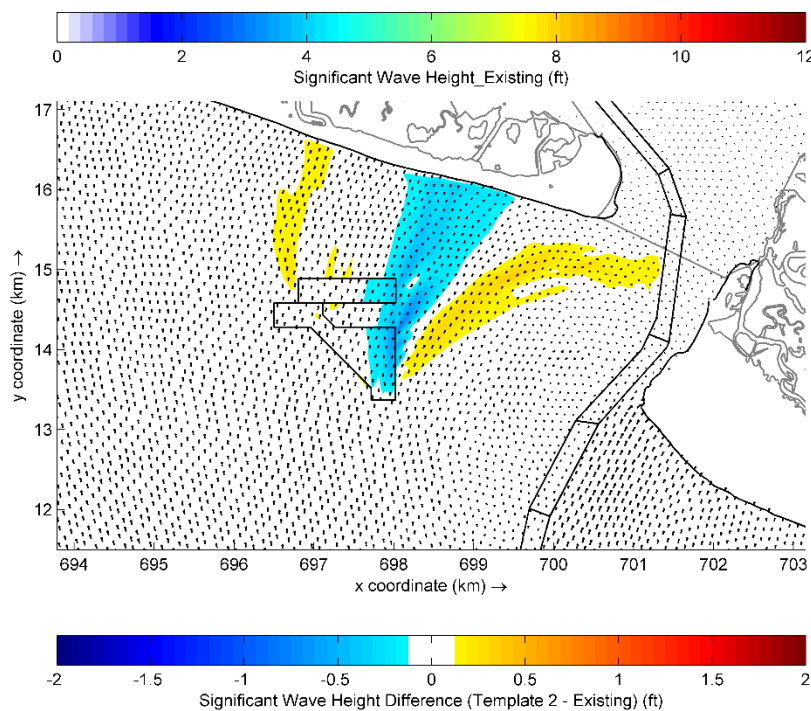 0 2 4 6 8 10 12
Significant Wave Height_Existing (ft)
17
16
15
14
13
12
y coordinate (km) →
694 695 696 697 698 699 700 701 702 703
x coordinate (km) →
-2 -1.5 -1 -0.5 0 0.5 1 1.5 2
Significant Wave Height Difference (Template 2 - Existing) (ft)